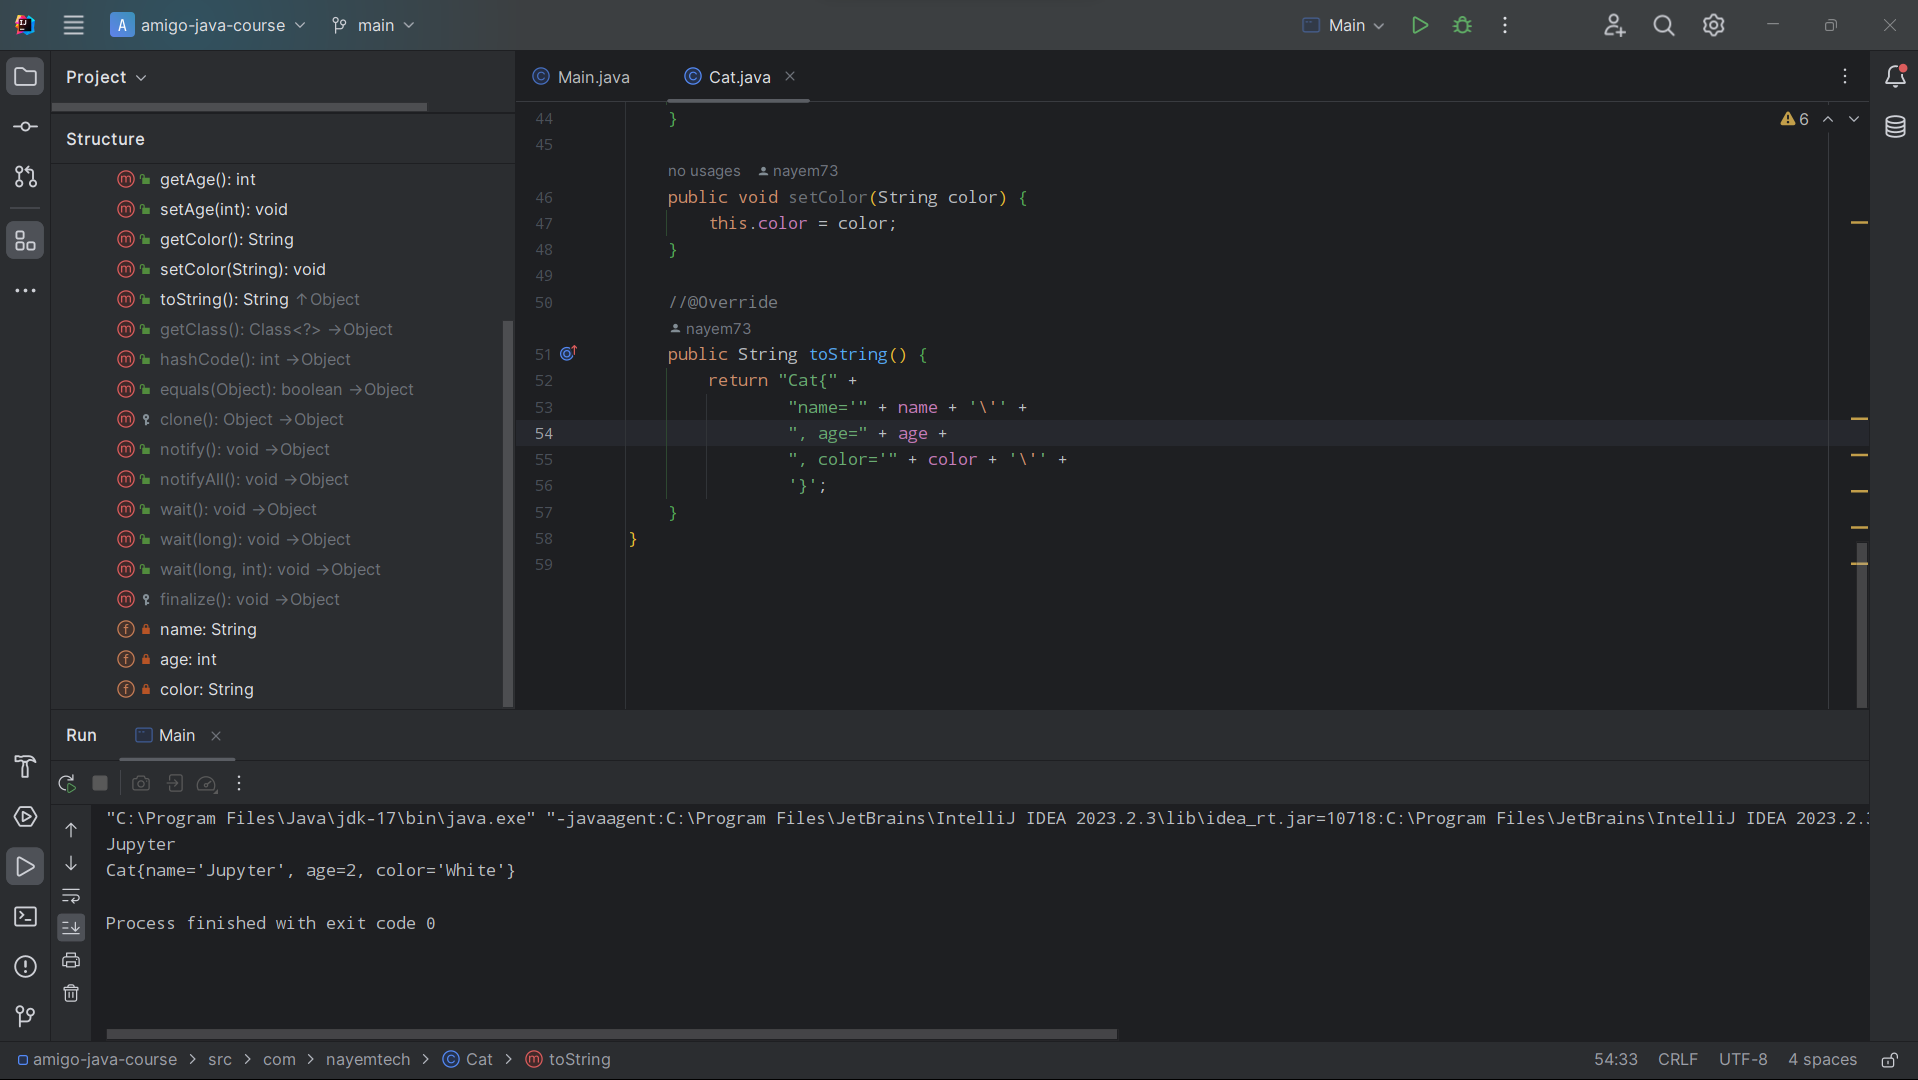 A amigo-java-course main Main
Project
Structure
getAge(): int
setAge(int): void
getColor(): String
setColor(String): void
toString(): String ↑Object
getClass(): Class<?> →Object
hashCode(): int →Object
equals(Object): boolean →Object
clone(): Object →Object
notify(): void →Object
notifyAll(): void →Object
wait(): void →Object
wait(long): void →Object
wait(long, int): void →Object
finalize(): void →Object
name: String
age: int
color: String
Main.java Cat.java
6
44 }
45
no usages nayem73
46 public void setColor(String color) {
47 this.color = color;
48 }
49
50 //@Override
nayem73
51 public String toString() {
52 return "Cat{" +
53 "name='" + name + '\'' +
54 ", age=" + age +
55 ", color='" + color + '\'' +
56 '}';
57 }
58 }
59
Run Main
"C:\Program Files\Java\jdk-17\bin\java.exe" "-javaagent:C:\Program Files\JetBrains\IntelliJ IDEA 2023.2.3\lib\idea_rt.jar=10718:C:\Program Files\JetBrains\IntelliJ IDEA 2023.2.
Jupyter
Cat{name='Jupyter', age=2, color='White'}
Process finished with exit code 0
amigo-java-course > src > com > nayemtech > Cat > toString 54:33 CRLF UTF-8 4 spaces